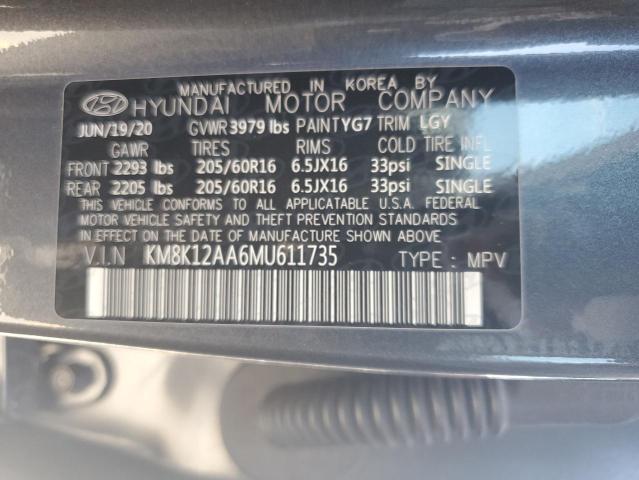 MANUFACTURED IN KOREA BY
HYUNDAI MOTOR COMPANY
JUN/19/20 GVWR 3979 lbs PAINT YG7 TRIM LGY
GAWR TIRES RIMS COLD TIRE INFL
FRONT 2293 lbs 205/60R16 6.5JX16 33psi SINGLE
REAR 2205 lbs 205/60R16 6.5JX16 33psi SINGLE
THIS VEHICLE CONFORMS TO ALL APPLICATABLE U.S.A. FEDERAL
MOTOR VEHICLE SAFETY AND THEFT PREVENTION STANDARDS
IN EFFECT ON THE DATE OF MANUFACTURE SHOWN ABOVE.
V.I.N KM8K12AA6MU611735 TYPE : MPV